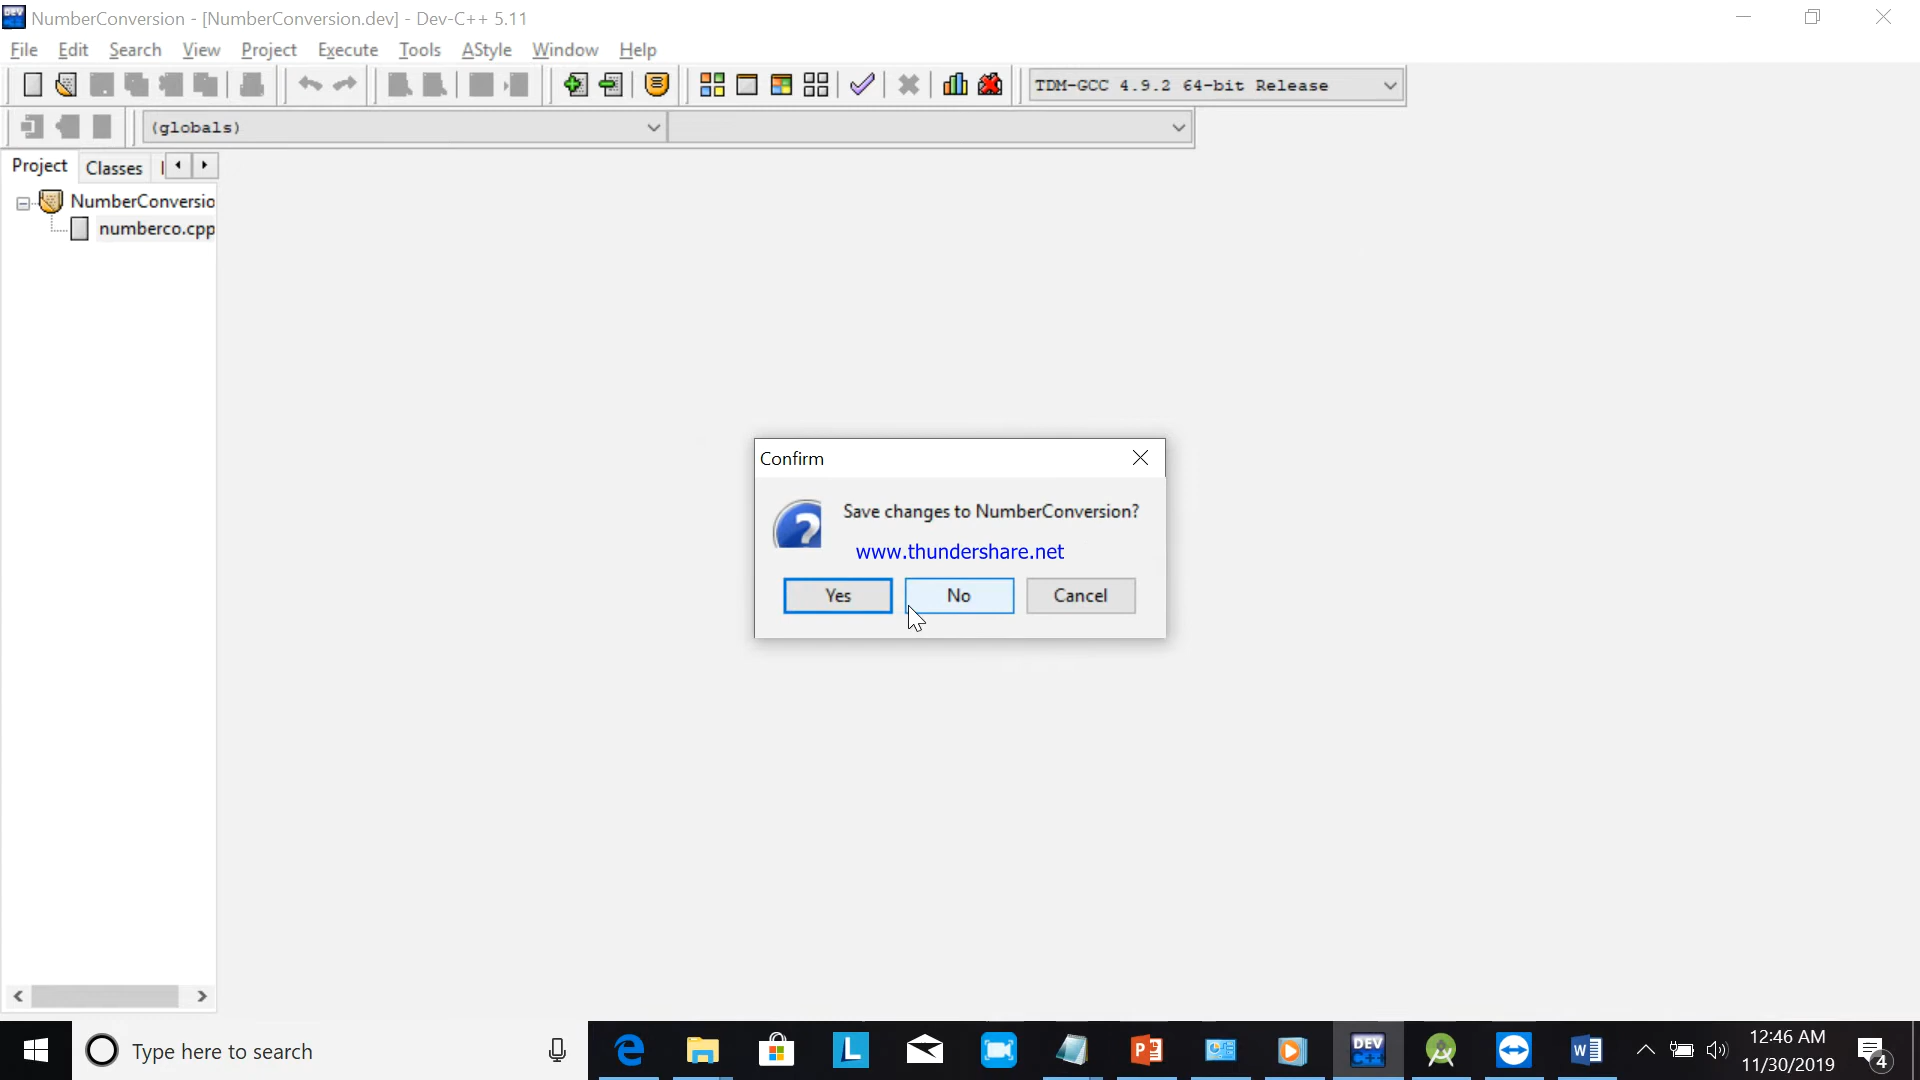 NumberConversion - [NumberConversion.dev] - Dev-C++ 5.11
File Edit Search View Project Execute Tools AStyle Window Help
TDM-GCC 4.9.2 64-bit Release
(globals)
Project Classes
NumberConversio
numberco.cpp
Confirm
Save changes to NumberConversion?
www.thundershare.net
Yes No Cancel
Type here to search
12:46 AM
11/30/2019
4